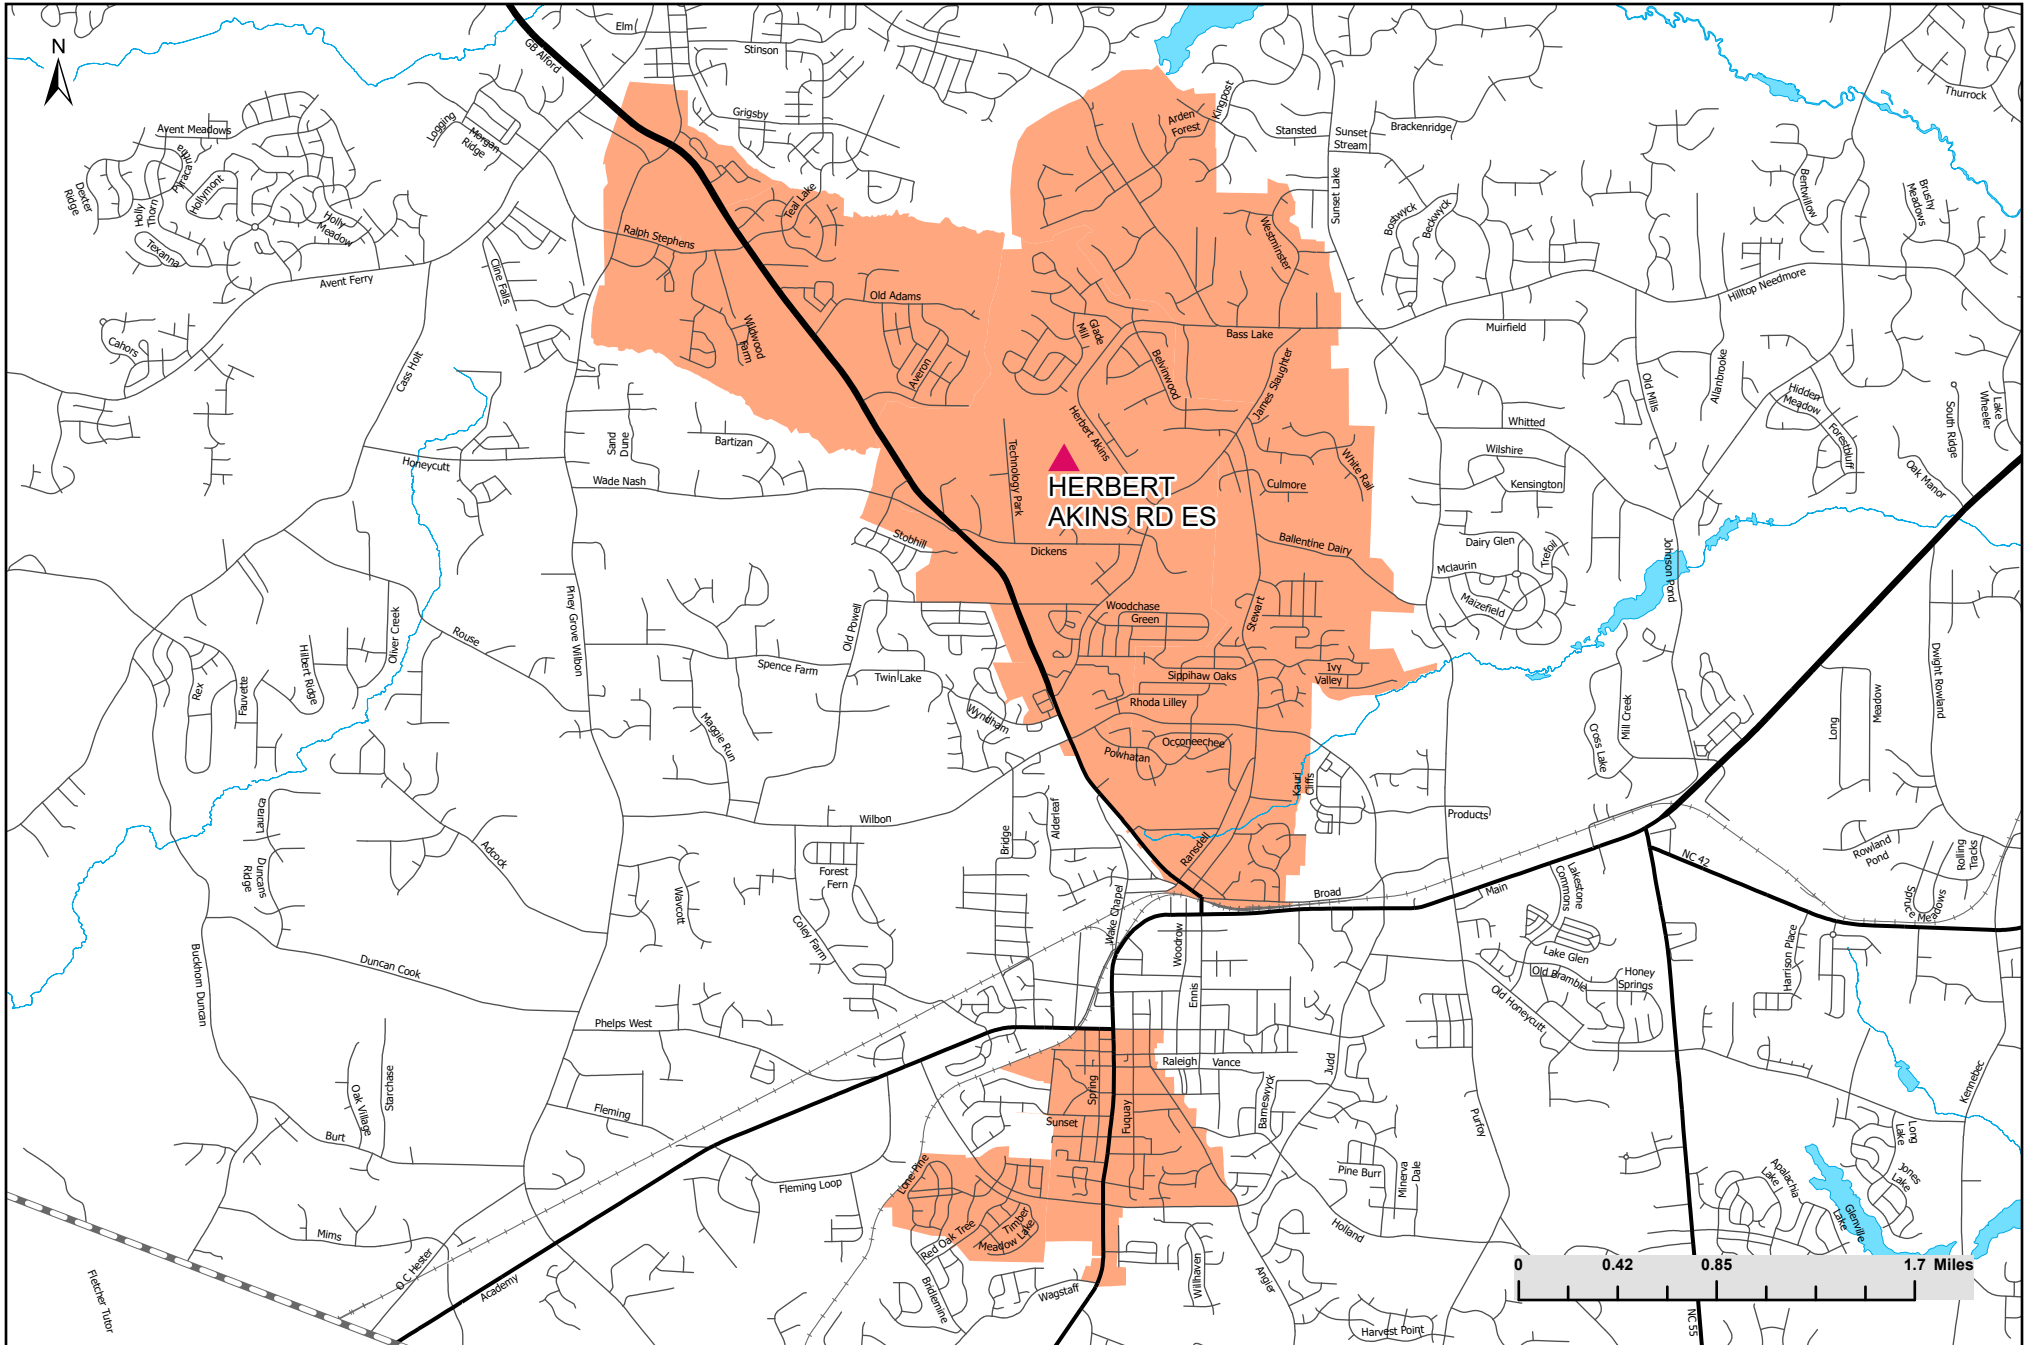 N
Elm
GB Alford
Stinson
Grigsby
Logging
Morgan
Ridge
Avent Meadows
Pyracantha
Hollymont
Dexter
Ridge
Holly
Thorn
Texanna
Holly
Meadow
Avent Ferry
Cline Falls
Cahors
Cass Holt
Ralph Stephens
Teal Lake
Wildwood
Farm
Old Adams
Averon
Arden
Forest
Kingpost
Stansted
Sunset
Stream
Brackenridge
Sunset Lake
Bostwyck
Beckwyck
Westminster
Bass Lake
Glade
Mill
Belvinwood
James Slaughter
Herbert Akins
Technology Park
HERBERT
AKINS RD ES
Culmore
White Rail
Ballentine Dairy
Dickens
Stobhill
Thurrock
Bentwillow
Brushy
Meadows
Hilltop Needmore
Muirfield
Old Mills
Allanbrooke
Hidden
Meadow
Forestbluff
South Ridge
Lake
Wheeler
Oak Manor
Whitted
Wilshire
Kensington
Dairy Glen
Trefoil
Mclaurin
Maizefield
Johnson Pond
Honeycutt
Sand
Dune
Bartizan
Wade Nash
Piney Grove Wilbon
Oliver Creek
Rouse
Hilbert Ridge
Rex
Fauvette
Old Powell
Spence Farm
Twin Lake
Maggie Run
Wyndham
Woodchase
Green
Stewart
Sippihaw Oaks
Ivy
Valley
Rhoda Lilley
Occoneechee
Powhatan
Kauri
Cliffs
Ransdell
Products
Cross Lake
Mill Creek
Long
Meadow
Dwight Rowland
Lauraca
Duncans
Ridge
Adcock
Wilbon
Bridge
Alderleaf
Forest
Fern
Wavcott
Coley Farm
Wake Chapel
Broad
Main
NC 42
Lakestone
Commons
Rowland
Pond
Rolling
Tracks
Spruce Meadows
Buckhorn Duncan
Duncan Cook
Phelps West
Woodrow
Ennis
Lake Glen
Old Bramble
Honey
Springs
Old Honeycutt
Harrison Place
Oak Village
Starchase
Burt
Fleming
Spring
Sunset
Fuquay
Raleigh
Vance
Barneswyck
Judd
Purfoy
Kennebec
Long
Lake
Jones
Lake
Apalachia
Lake
Glenville
Lake
Pine Burr
Minerva
Dale
Holland
Lone Pine
Red Oak Tree
Timber
Meadow Lake
Bridlemine
Wagstaff
Willhaven
Angier
Harvest Point
Fleming Loop
Mims
O C Hester
Academy
Fletcher Tutor
NC 55
0 0.42 0.85 1.7 Miles